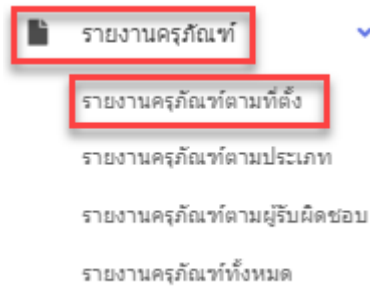 รายงานครุภัณฑ์
รายงานครุภัณฑ์ตามที่ตั้ง
รายงานครุภัณฑ์ตามประเภท
รายงานครุภัณฑ์ตามผู้รับผิดชอบ
รายงานครุภัณฑ์ทั้งหมด